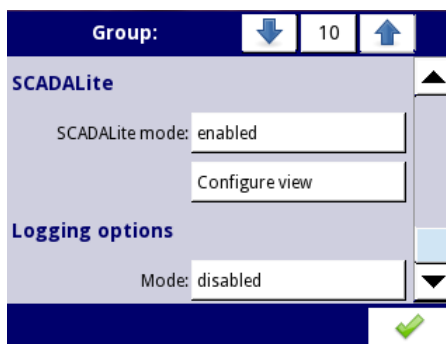 Group: 10
SCADALite
SCADALite mode: enabled
Configure view
Logging options
Mode: disabled